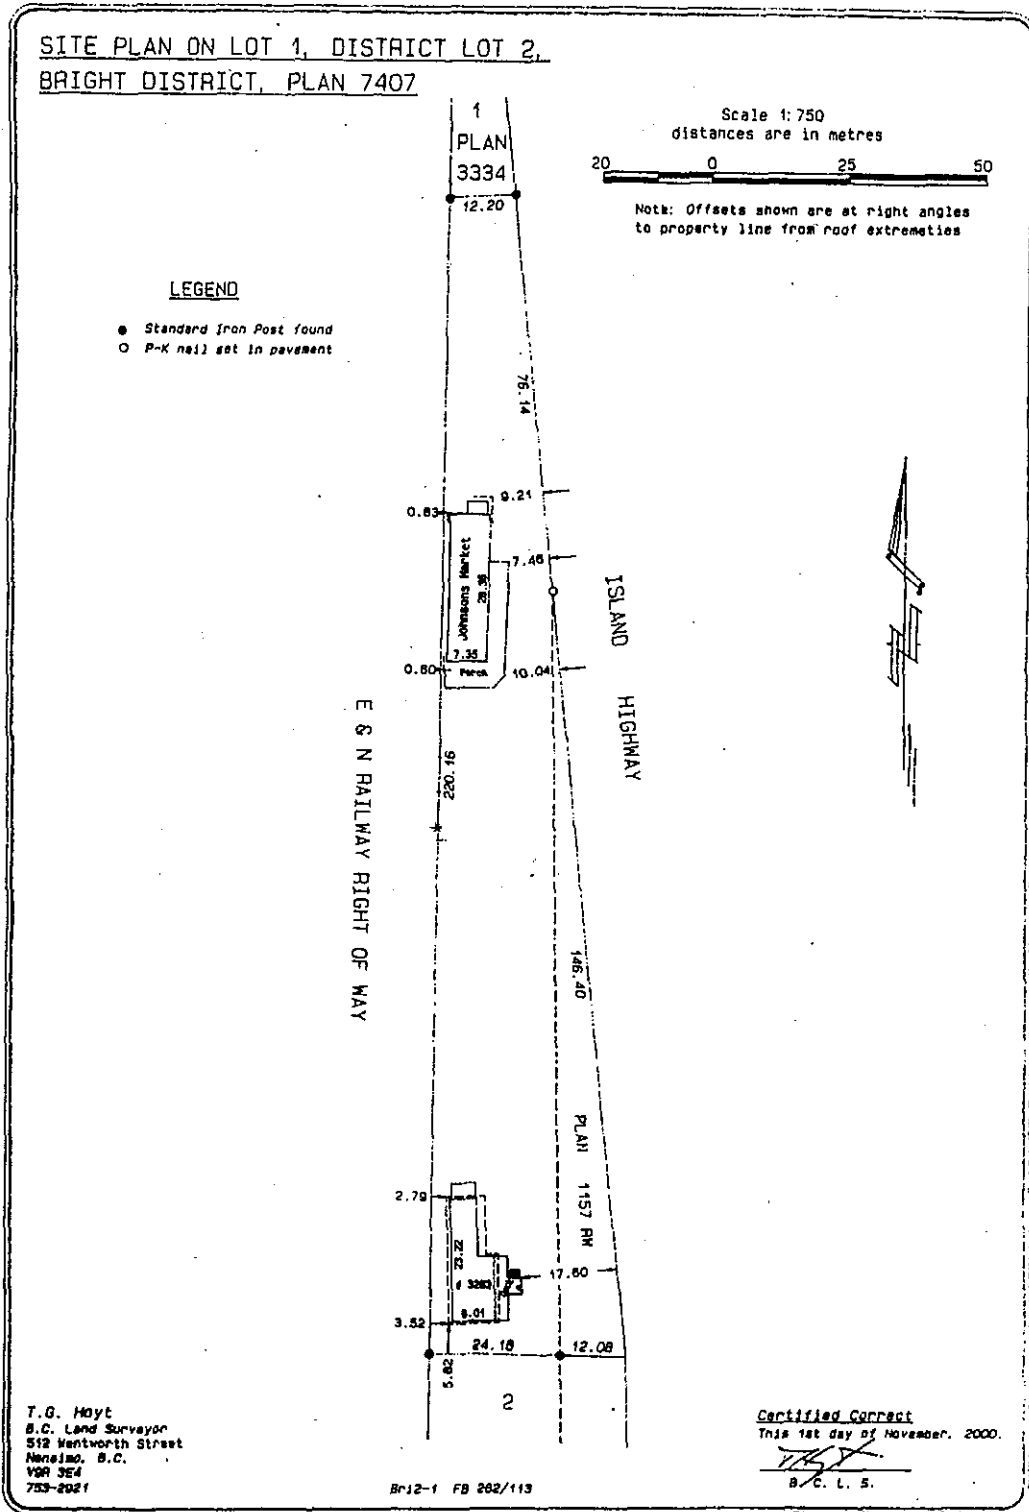 SITE PLAN ON LOT 1, DISTRICT LOT 2,
BRIGHT DISTRICT, PLAN 7407
1
PLAN
3334
12.20
Scale 1:750
distances are in metres
20 0 25 50
Note: Offsets shown are at right angles
to property line from roof extremeties
LEGEND
Standard Iron Post found
P-K nail set in pavement
76.14
9.21
0.83
7.46
Johnsons Market
28.36
7.35
Porch
0.60
10.04
ISLAND HIGHWAY
220.16
E & N RAILWAY RIGHT OF WAY
146.40
PLAN 1157 RW
2.79
23.22
# 3283
17.60
8.01
3.52
24.18
12.08
5.82
2
T.G. Hoyt
B.C. Land Surveyor
512 Wentworth Street
Nanaimo, B.C.
V9R 3E4
753-2921
Br12-1 FB 262/113
Certified Correct
This 1st day of November, 2000.
B.C.L.S.